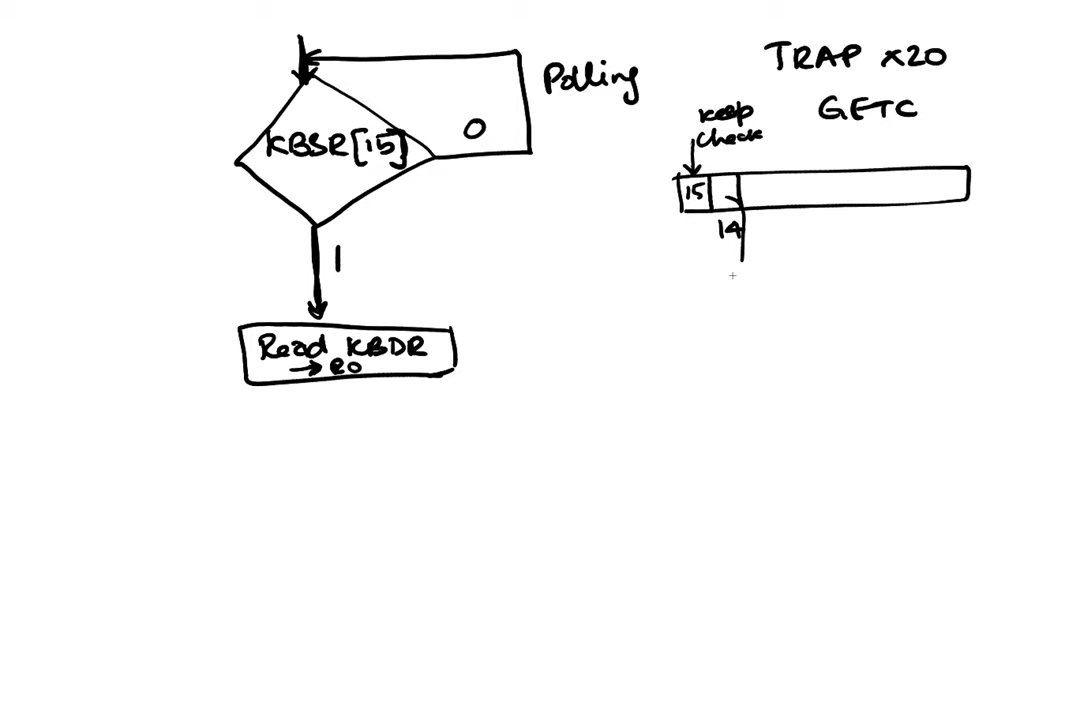 Polling
TRAP x20
GETC
KBSR[15]
0
keep
check
15
14
1
Read KBDR
→ R0